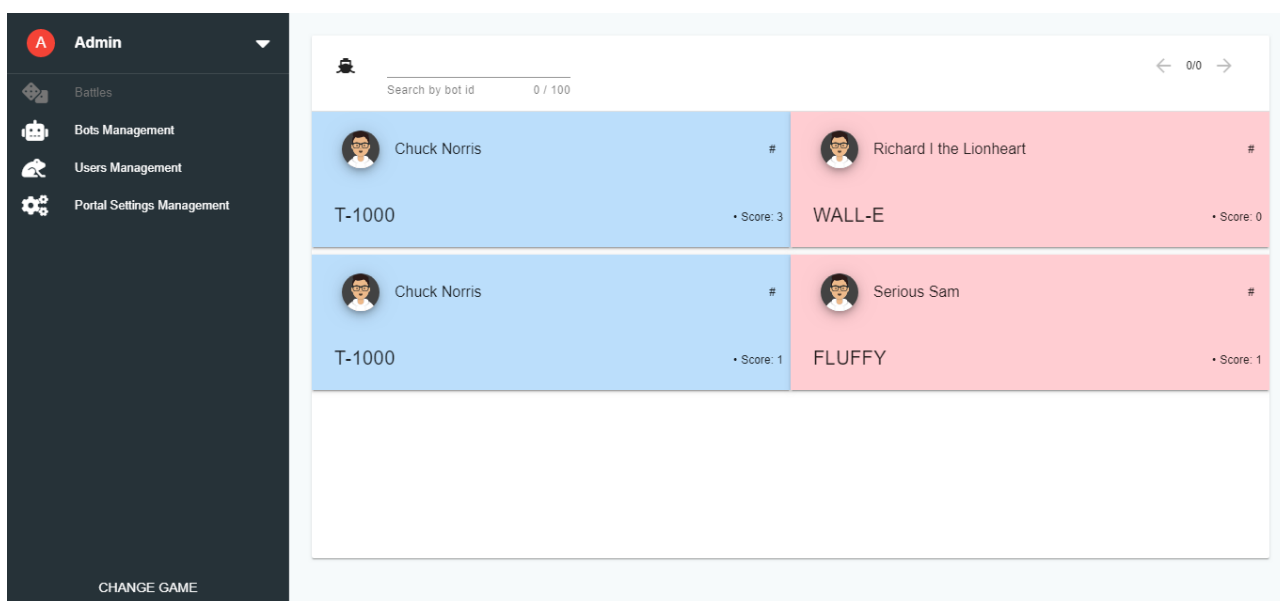 A Admin
Battles
Bots Management
Users Management
Portal Settings Management
CHANGE GAME
0/0
Search by bot id 0 / 100
Chuck Norris #
T-1000 • Score: 3
Richard I the Lionheart #
WALL-E • Score: 0
Chuck Norris #
T-1000 • Score: 1
Serious Sam #
FLUFFY • Score: 1